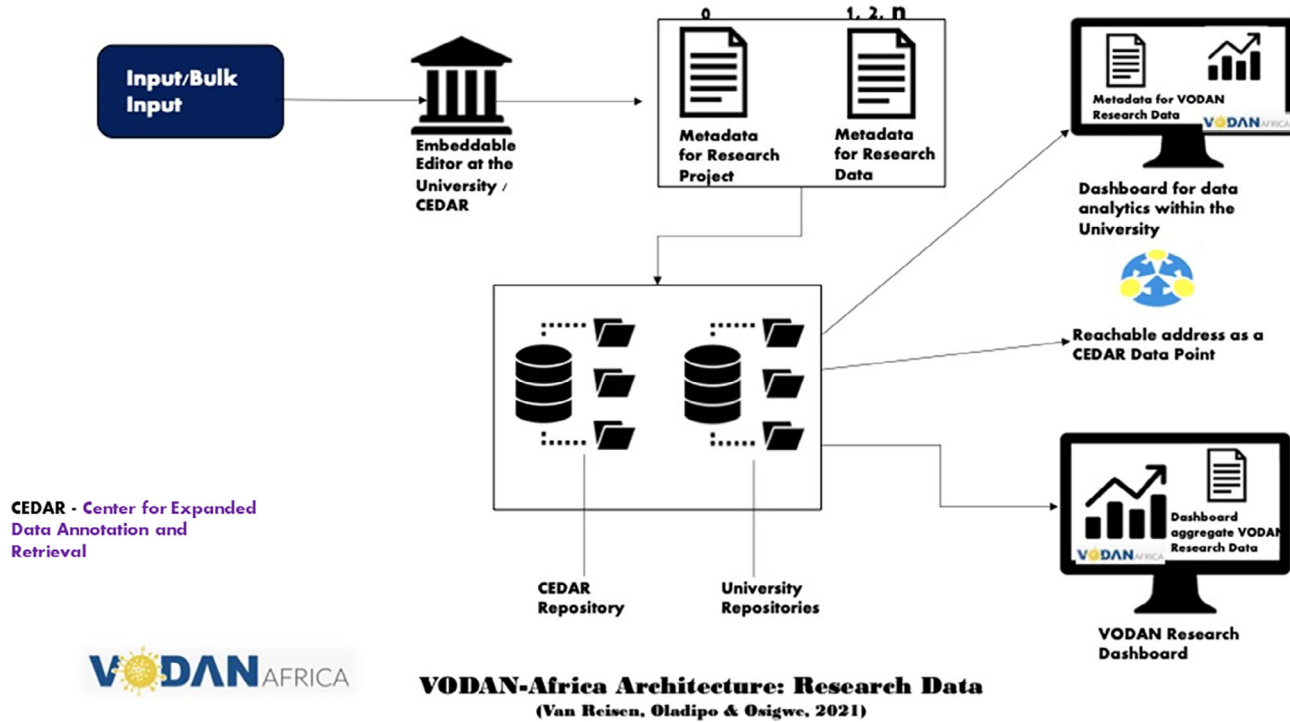 Input/Bulk
Input
Embeddable
Editor at the
University /
CEDAR
0
1, 2, n
Metadata
for Research
Project
Metadata
for Research
Data
Metadata for VODAN
Research Data
VODAN AFRICA
Dashboard for data
analytics within the
University
Reachable address as a
CEDAR Data Point
Dashboard
aggregate VODAN
Research Data
VODAN AFRICA
VODAN Research
Dashboard
CEDAR
Repository
University
Repositories
CEDAR - Center for Expanded
Data Annotation and
Retrieval
VODAN AFRICA
VODAN-Africa Architecture: Research Data
(Van Reisen, Oladipo & Osigwe, 2021)